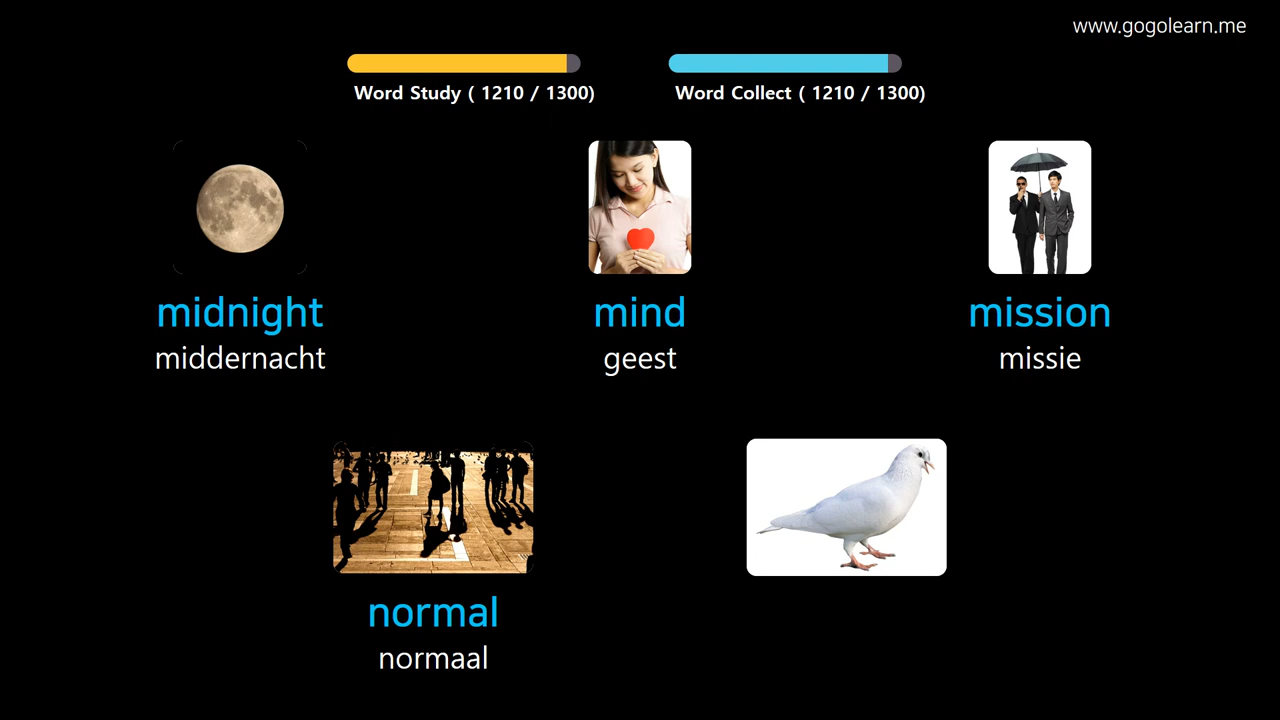 www.gogolearn.me
Word Study ( 1210 / 1300)
Word Collect ( 1210 / 1300)
midnight
middernacht
mind
geest
mission
missie
normal
normaal